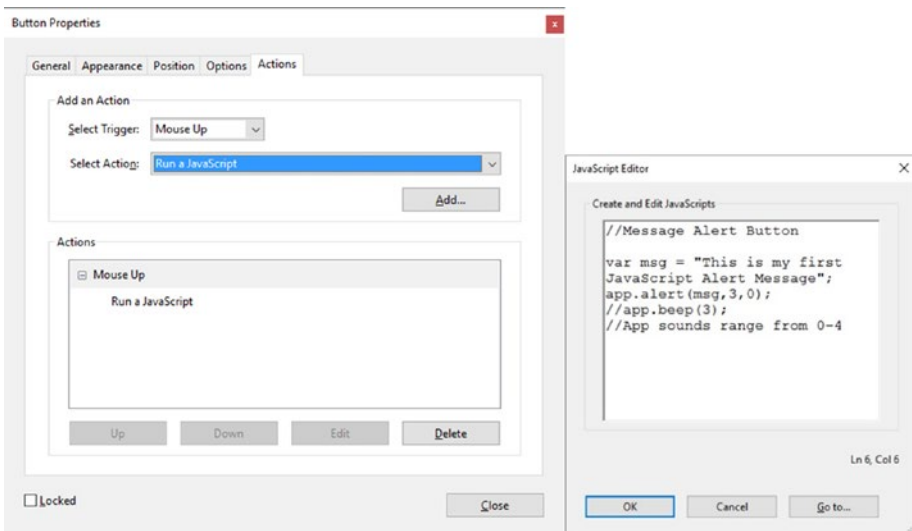 Button Properties
x
General Appearance Position Options Actions
Add an Action
Select Trigger: Mouse Up
Select Action: Run a JavaScript
Add...
Actions
Mouse Up
Run a JavaScript
Up Down Edit Delete
Locked
Close
JavaScript Editor
Create and Edit JavaScripts
//Message Alert Button
var msg = "This is my first
JavaScript Alert Message";
app.alert(msg,3,0);
//app.beep(3);
//App sounds range from 0-4
Ln 6, Col 6
OK Cancel Go to...